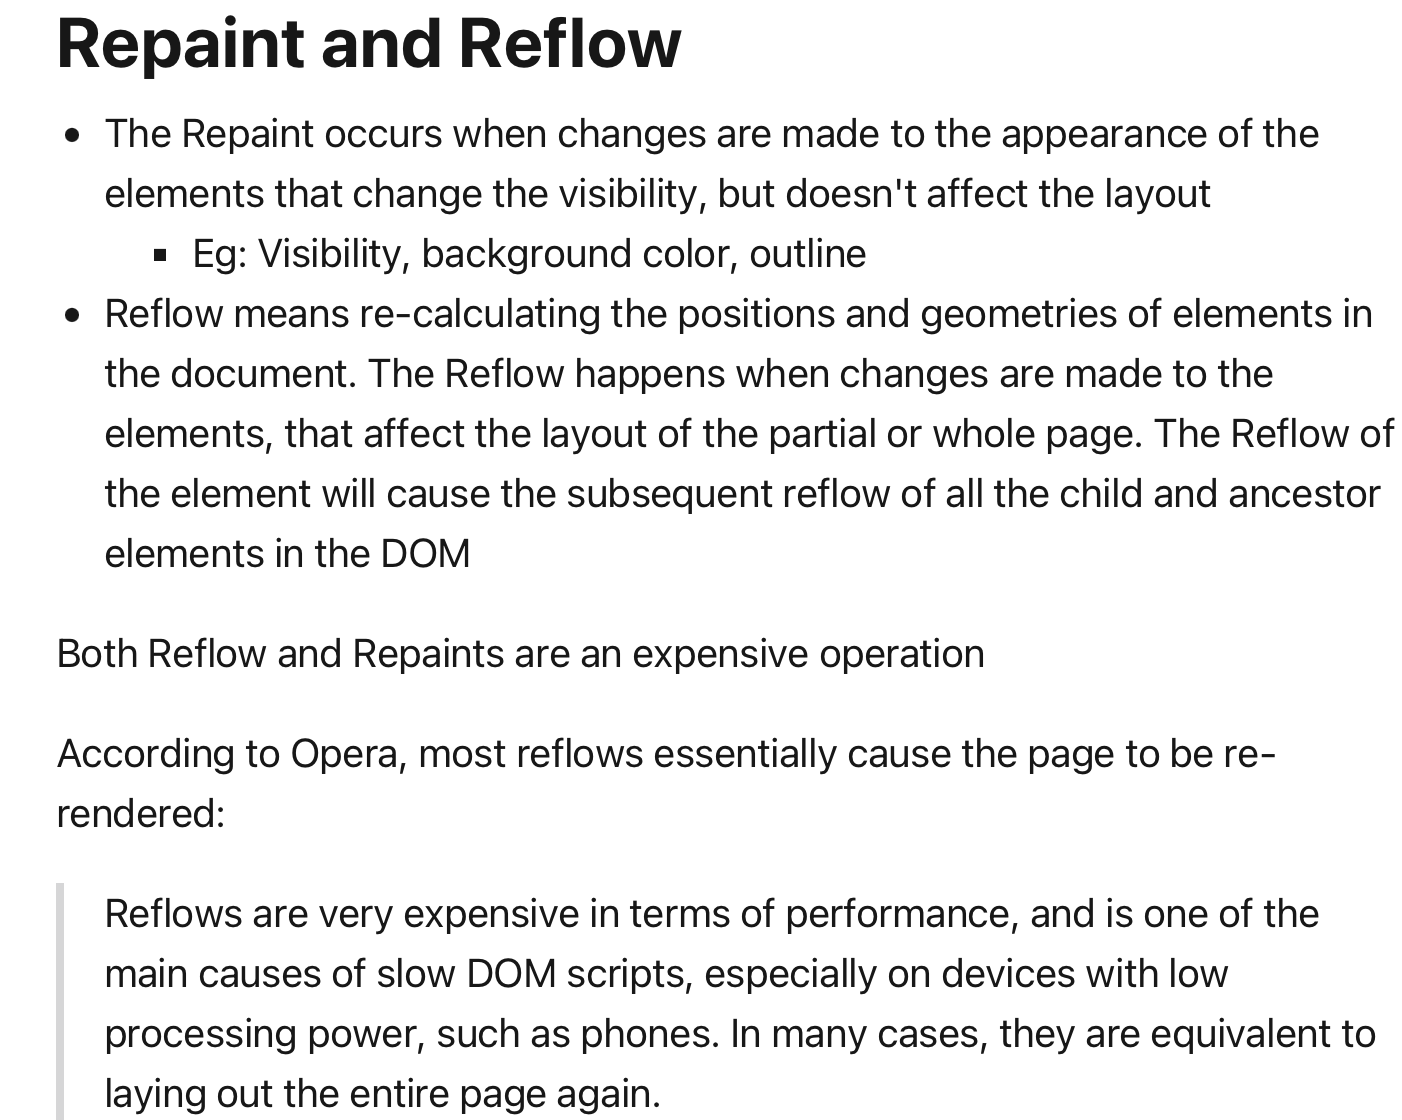 Repaint and Reflow
• The Repaint occurs when changes are made to the appearance of the
elements that change the visibility, but doesn't affect the layout
▪ Eg: Visibility, background color, outline
• Reflow means re-calculating the positions and geometries of elements in
the document. The Reflow happens when changes are made to the
elements, that affect the layout of the partial or whole page. The Reflow of
the element will cause the subsequent reflow of all the child and ancestor
elements in the DOM
Both Reflow and Repaints are an expensive operation
According to Opera, most reflows essentially cause the page to be re-
rendered:
Reflows are very expensive in terms of performance, and is one of the
main causes of slow DOM scripts, especially on devices with low
processing power, such as phones. In many cases, they are equivalent to
laying out the entire page again.